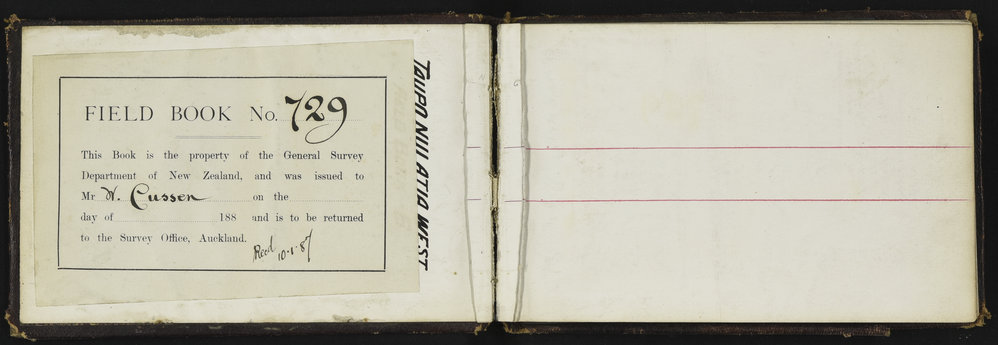 FIELD BOOK No. 729
This Book is the property of the General Survey
Department of New Zealand, and was issued to
Mr W. Cussen on the
day of 188 and is to be returned
to the Survey Office, Auckland.
Recd 10-1-87
TAUPO NUI ATIA WEST